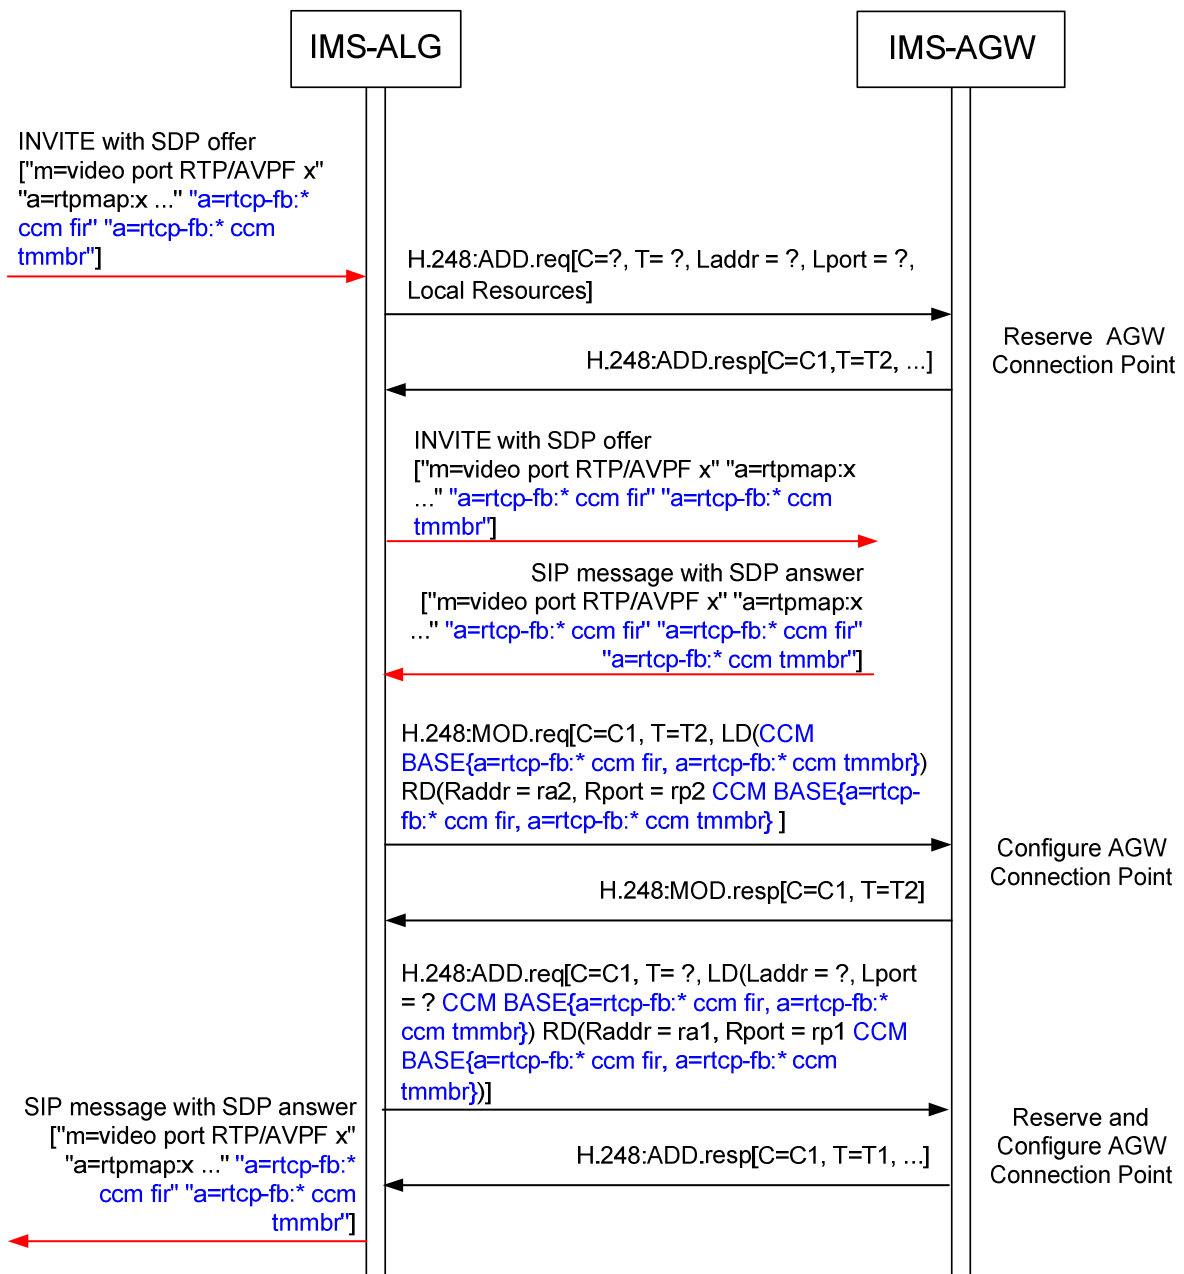 IMS-ALG
IMS-AGW
INVITE with SDP offer
["m=video port RTP/AVPF x"
"a=rtpmap:x ..." "a=rtcp-fb:*
ccm fir" "a=rtcp-fb:* ccm
tmmbr"]
H.248:ADD.req[C=?, T= ?, Laddr = ?, Lport = ?,
Local Resources]
Reserve AGW
Connection Point
H.248:ADD.resp[C=C1,T=T2, ...]
INVITE with SDP offer
["m=video port RTP/AVPF x" "a=rtpmap:x
..." "a=rtcp-fb:* ccm fir" "a=rtcp-fb:* ccm
tmmbr"]
SIP message with SDP answer
["m=video port RTP/AVPF x" "a=rtpmap:x
..." "a=rtcp-fb:* ccm fir" "a=rtcp-fb:* ccm fir"
"a=rtcp-fb:* ccm tmmbr"]
H.248:MOD.req[C=C1, T=T2, LD(CCM
BASE{a=rtcp-fb:* ccm fir, a=rtcp-fb:* ccm tmmbr})
RD(Raddr = ra2, Rport = rp2 CCM BASE{a=rtcp-
fb:* ccm fir, a=rtcp-fb:* ccm tmmbr} ]
Configure AGW
Connection Point
H.248:MOD.resp[C=C1, T=T2]
H.248:ADD.req[C=C1, T= ?, LD(Laddr = ?, Lport
= ? CCM BASE{a=rtcp-fb:* ccm fir, a=rtcp-fb:*
ccm tmmbr}) RD(Raddr = ra1, Rport = rp1 CCM
BASE{a=rtcp-fb:* ccm fir, a=rtcp-fb:* ccm
tmmbr})]
Reserve and
Configure AGW
Connection Point
H.248:ADD.resp[C=C1, T=T1, ...]
SIP message with SDP answer
["m=video port RTP/AVPF x"
"a=rtpmap:x ..." "a=rtcp-fb:*
ccm fir" "a=rtcp-fb:* ccm
tmmbr"]